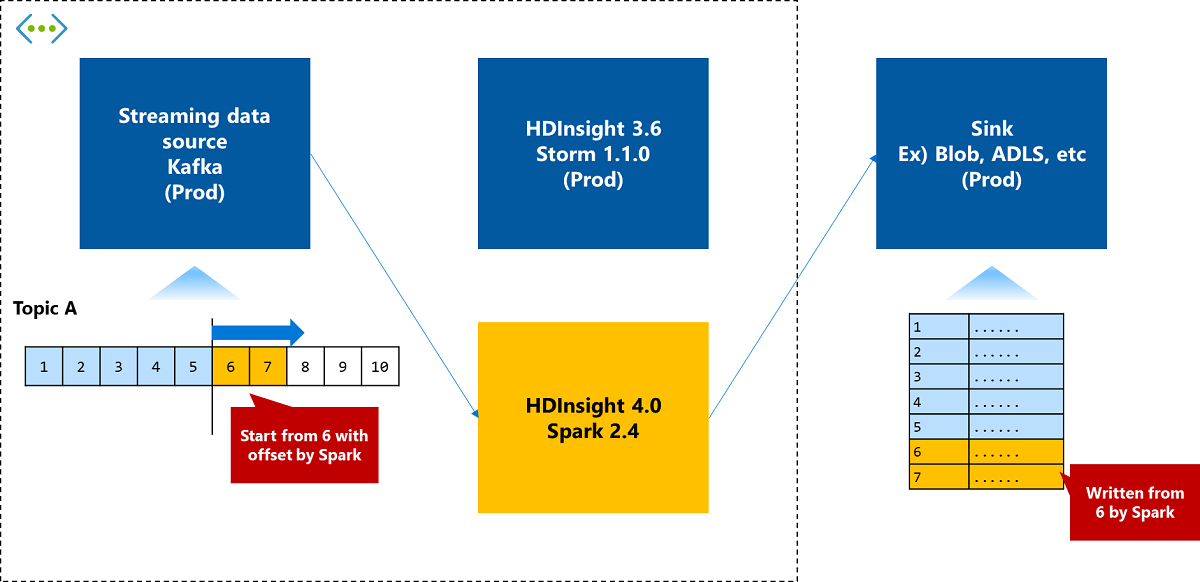 Streaming data
source
Kafka
(Prod)
HDInsight 3.6
Storm 1.1.0
(Prod)
Sink
Ex) Blob, ADLS, etc
(Prod)
Topic A
1 2 3 4 5 6 7 8 9 10
Start from 6 with
offset by Spark
HDInsight 4.0
Spark 2.4
1 ......
2 ......
3 ......
4 ......
5 ......
6 ......
7 ......
Written from
6 by Spark